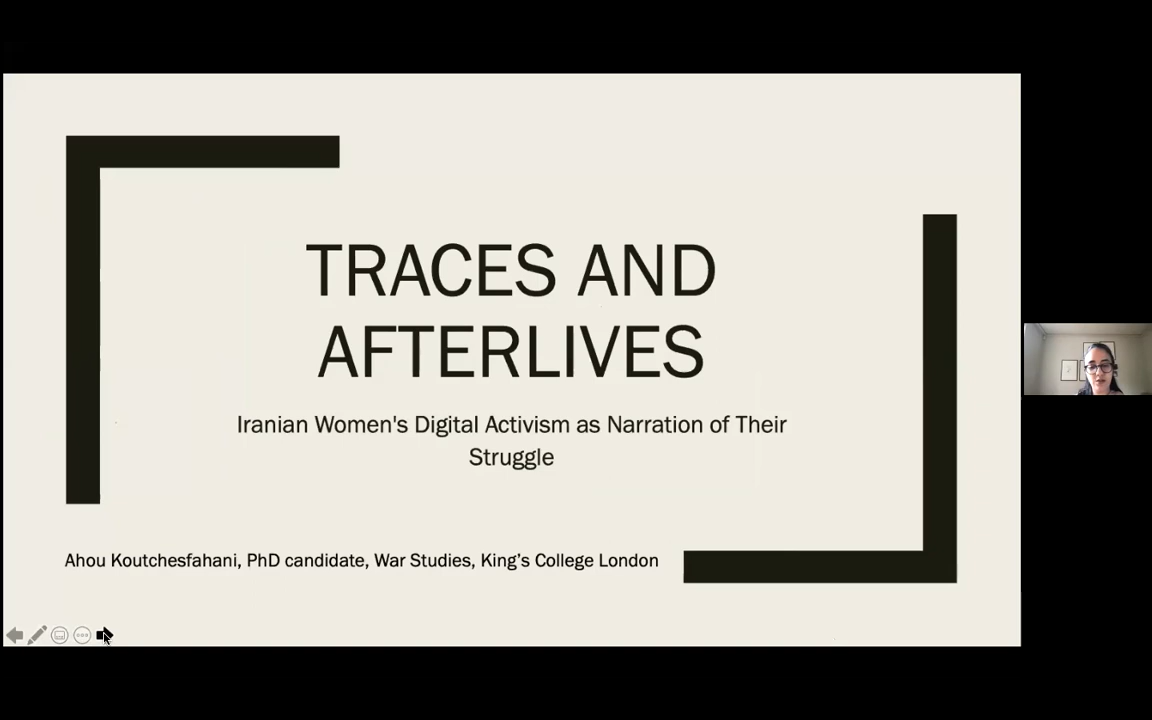 TRACES AND
AFTERLIVES
Iranian Women's Digital Activism as Narration of Their
Struggle
Ahou Koutchesfahani, PhD candidate, War Studies, King’s College London